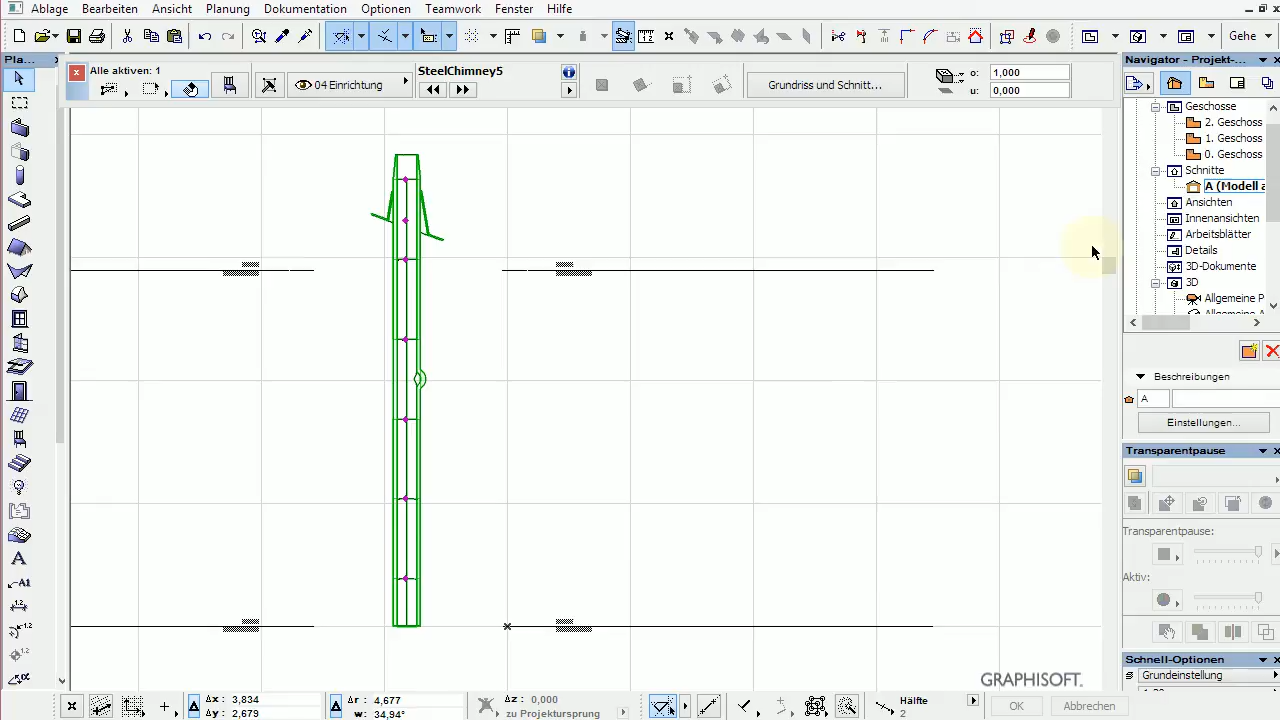 Ablage Bearbeiten Ansicht Planung Dokumentation Optionen Teamwork Fenster Hilfe
Gehe
Pla...
Alle aktiven: 1
04 Einrichtung
SteelChimney5
Grundriss und Schnitt...
o: 1,000
u: 0,000
Navigator - Projekt-...
Geschosse
2. Geschoss
1. Geschoss
0. Geschoss
Schnitte
A (Modell a
Ansichten
Innenansichten
Arbeitsblätter
Details
3D-Dokumente
3D
Allgemeine P
Beschreibungen
A
Einstellungen...
Transparentpause
Transparentpause:
Aktiv:
Schnell-Optionen
Grundeinstellung
GRAPHISOFT.
Δx: 3,834
Δy: 2,679
Δr: 4,677
w: 34,94°
Δz: 0,000
zu Projektursprung
Hälfte
2
OK
Abbrechen